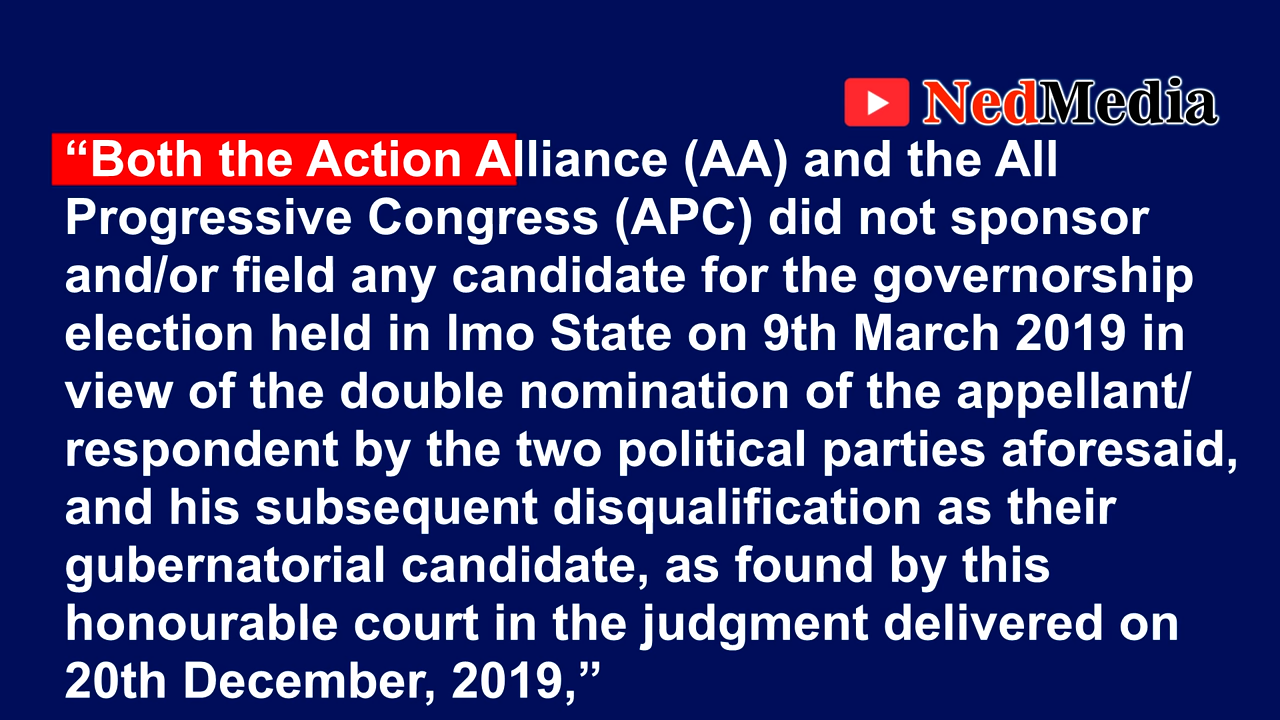 NedMedia
“Both the Action Alliance (AA) and the All
Progressive Congress (APC) did not sponsor
and/or field any candidate for the governorship
election held in Imo State on 9th March 2019 in
view of the double nomination of the appellant/
respondent by the two political parties aforesaid,
and his subsequent disqualification as their
gubernatorial candidate, as found by this
honourable court in the judgment delivered on
20th December, 2019,”